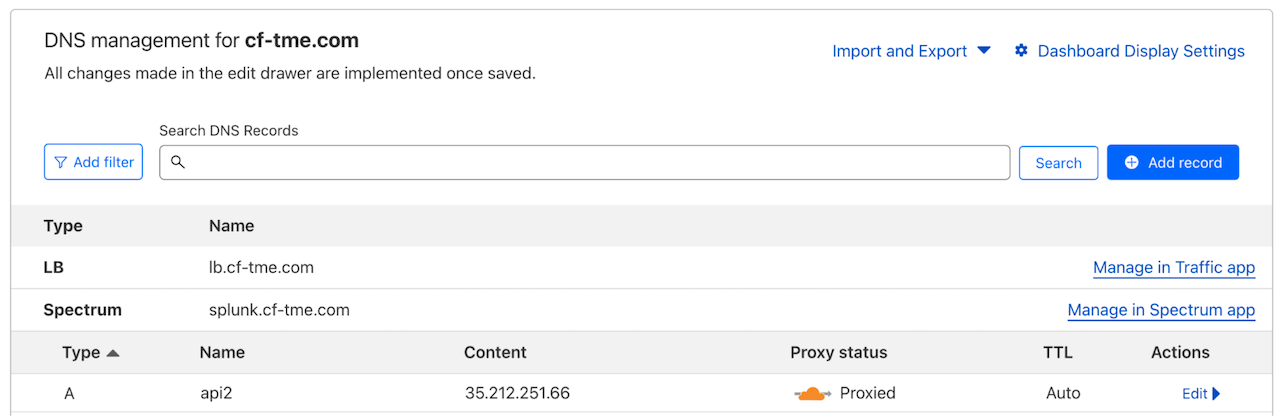 DNS management for cf-tme.com
Import and Export
Dashboard Display Settings
All changes made in the edit drawer are implemented once saved.
Search DNS Records
Add filter
Search
Add record
Type Name
LB lb.cf-tme.com Manage in Traffic app
Spectrum splunk.cf-tme.com Manage in Spectrum app
Type Name Content Proxy status TTL Actions
A api2 35.212.251.66 Proxied Auto Edit